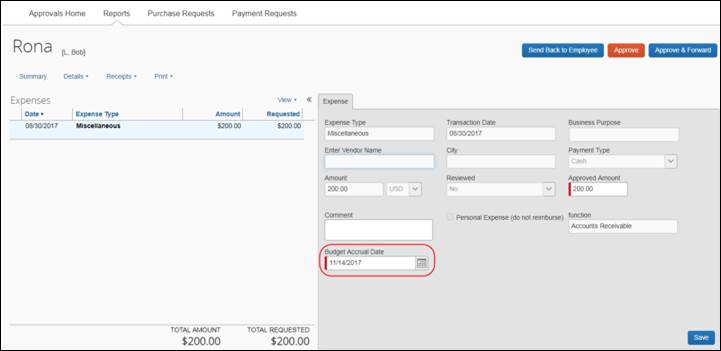 Approvals Home Reports Purchase Requests Payment Requests
Rona [L, Bob]
Send Back to Employee Approve Approve & Forward
Summary Details Receipts Print
Expenses View «
Date Expense Type Amount Requested
08/30/2017 Miscellaneous $200.00 $200.00
TOTAL AMOUNT TOTAL REQUESTED
$200.00 $200.00
Expense
Expense Type Transaction Date Business Purpose
Miscellaneous 08/30/2017
Enter Vendor Name City Payment Type
Cash
Amount Reviewed Approved Amount
200.00 USD No 200.00
Comment Personal Expense (do not reimburse) function
Accounts Receivable
Budget Accrual Date
11/14/2017
Save